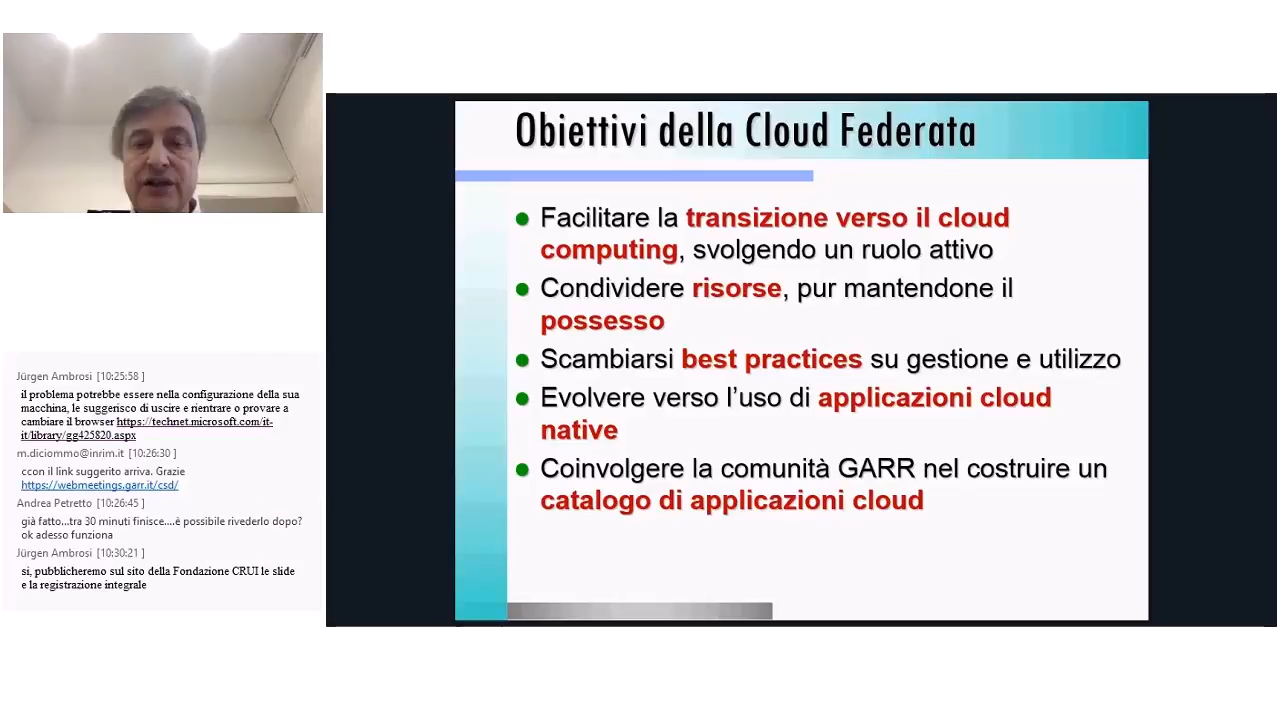 Obiettivi della Cloud Federata
Facilitare la transizione verso il cloud
computing, svolgendo un ruolo attivo
Condividere risorse, pur mantendone il
possesso
Scambiarsi best practices su gestione e utilizzo
Evolvere verso l’uso di applicazioni cloud
native
Coinvolgere la comunità GARR nel costruire un
catalogo di applicazioni cloud
Jürgen Ambrosi [10:25:58 ]
il problema potrebbe essere nella configurazione della sua
macchina, le suggerisco di uscire e rientrare o provare a
cambiare il browser https://technet.microsoft.com/it-
it/library/gg425820.aspx
m.diciommo@inrim.it [10:26:30 ]
ccon il link suggerito arriva. Grazie
https://webmeetings.garr.it/csd/
Andrea Petretto [10:26:45 ]
già fatto...tra 30 minuti finisce....è possibile rivederlo dopo?
ok adesso funziona
Jürgen Ambrosi [10:30:21 ]
si, pubblicheremo sul sito della Fondazione CRUI le slide
e la registrazione integrale